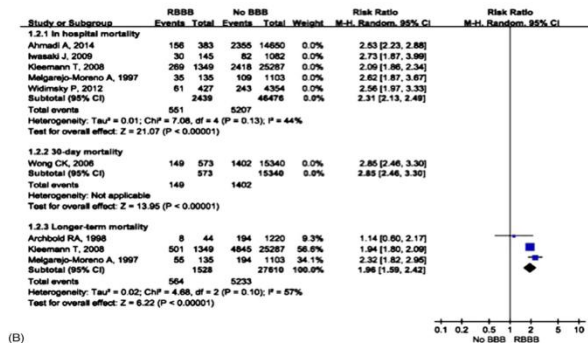 RBBB No BBB Risk Ratio Risk Ratio
Study or Subgroup Events Total Events Total Weight M-H. Random. 95% CI M-H. Random. 95% CI
1.2.1 In hospital mortality
Ahmadi A, 2014 156 383 2355 14650 0.0% 2.53 [2.23, 2.88]
Iwasaki J, 2009 30 145 82 1082 0.0% 2.73 [1.87, 3.99]
Kleemann T, 2008 269 1349 2418 25287 0.0% 2.09 [1.86, 2.34]
Melgarejo-Moreno A, 1997 35 135 109 1103 0.0% 2.62 [1.87, 3.67]
Widimsky P, 2012 61 427 243 4354 0.0% 2.56 [1.97, 3.33]
Subtotal (95% CI) 2439 46476 2.31 [2.13, 2.49]
Total events 551 5207
Heterogeneity: Tau² = 0.01; Chi² = 7.08, df = 4 (P = 0.13); I² = 44%
Test for overall effect: Z = 21.07 (P < 0.00001)
1.2.2 30-day mortality
Wong CK, 2006 149 573 1402 15340 0.0% 2.85 [2.46, 3.30]
Subtotal (95% CI) 573 15340 2.85 [2.46, 3.30]
Total events 149 1402
Heterogeneity: Not applicable
Test for overall effect: Z = 13.95 (P < 0.00001)
1.2.3 Longer-term mortality
Archbold RA, 1998 8 44 194 1220 9.3% 1.14 [0.60, 2.17]
Kleemann T, 2008 501 1349 4845 25287 56.6% 1.94 [1.80, 2.09]
Melgarejo-Moreno A, 1997 55 135 194 1103 34.1% 2.32 [1.82, 2.95]
Subtotal (95% CI) 1528 27610 100.0% 1.96 [1.59, 2.42]
Total events 564 5233
Heterogeneity: Tau² = 0.02; Chi² = 4.68, df = 2 (P = 0.10); I² = 57%
Test for overall effect: Z = 6.22 (P < 0.00001)
0.1 0.2 0.5 1 2 5 10
No BBB RBBB
(B)